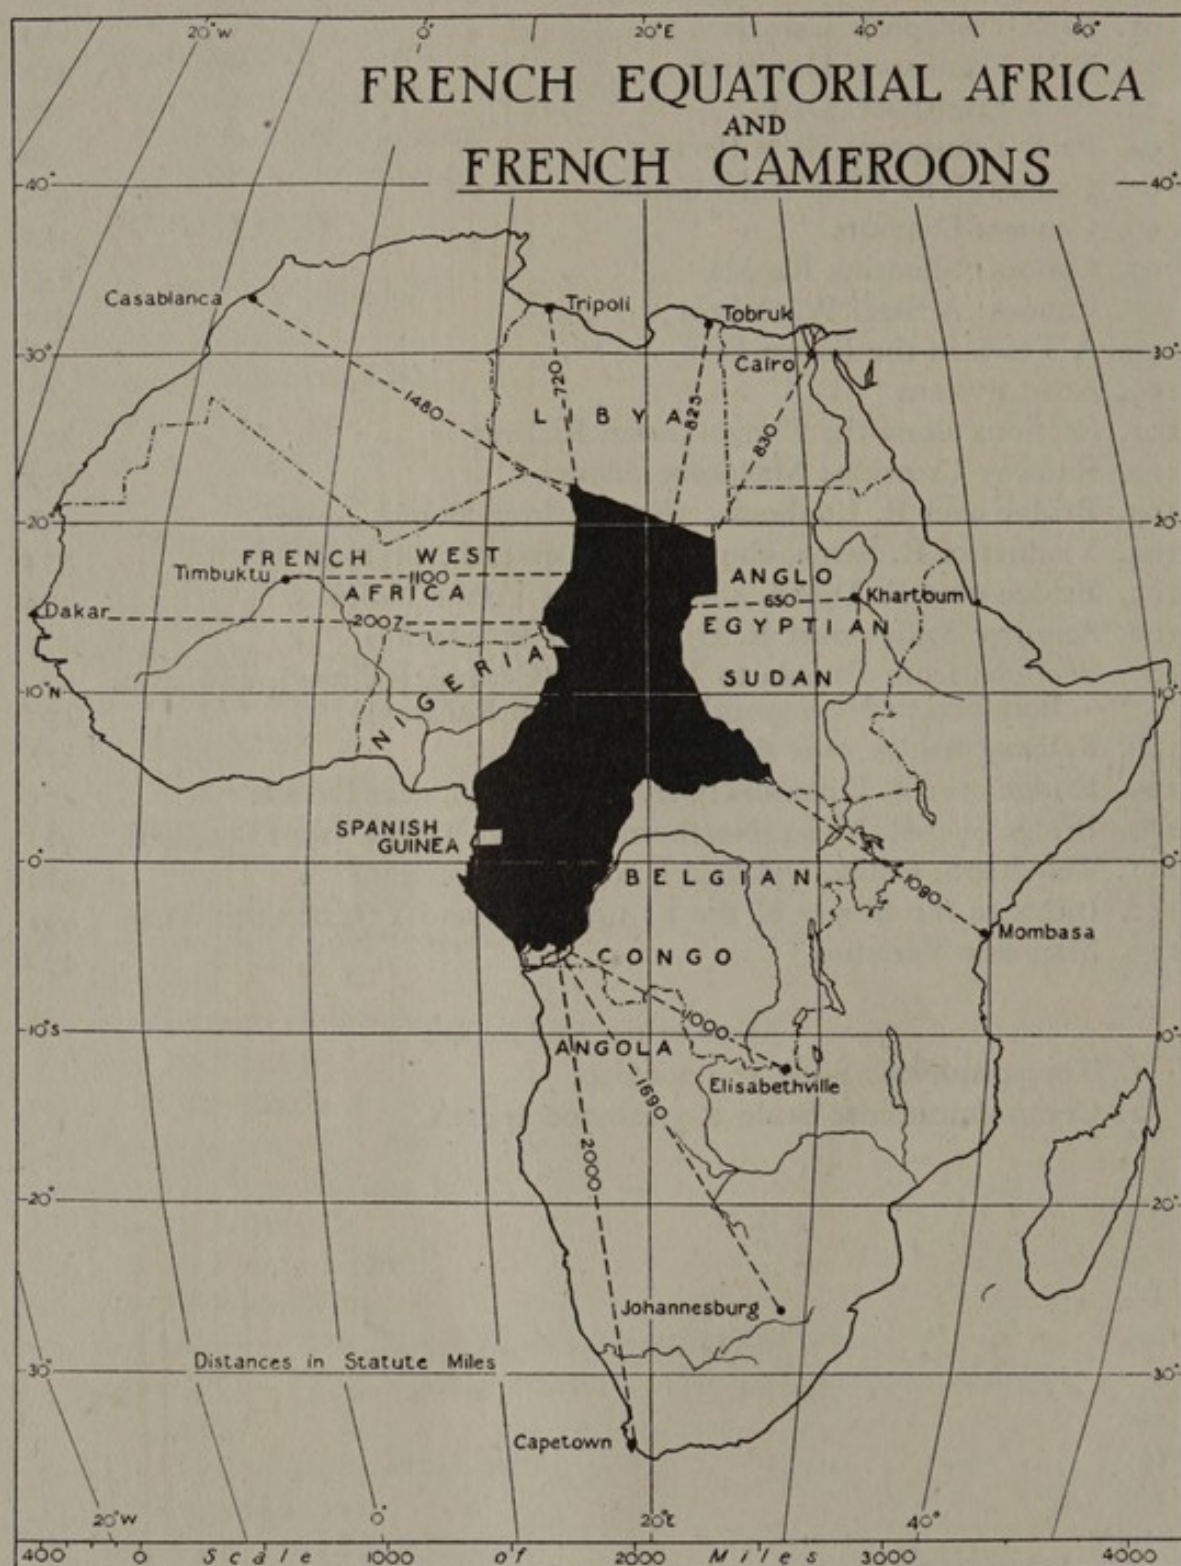 20°W 0° 20°E 40° 60°
FRENCH EQUATORIAL AFRICA
AND
FRENCH CAMEROONS
40° 40°
Casablanca
Tripoli
Tobruk
30° 30°
Cairo
720
1480
LIBYA
825
830
20° 20°
FRENCH WEST
AFRICA
Timbuktu
1100
ANGLO
EGYPTIAN
SUDAN
650
Khartoum
Dakar
2007
NIGERIA
10°N 10°
SPANISH
GUINEA
0° 0°
BELGIAN
CONGO
1080
Mombasa
10°S 10°
1000
ANGOLA
Elisabethville
1690
2000
20° 20°
Johannesburg
Distances in Statute Miles
30° 30°
Capetown
20°W 0° 20°E 40°
400 0 Scale 1000 of 2000 Miles 3000 4000